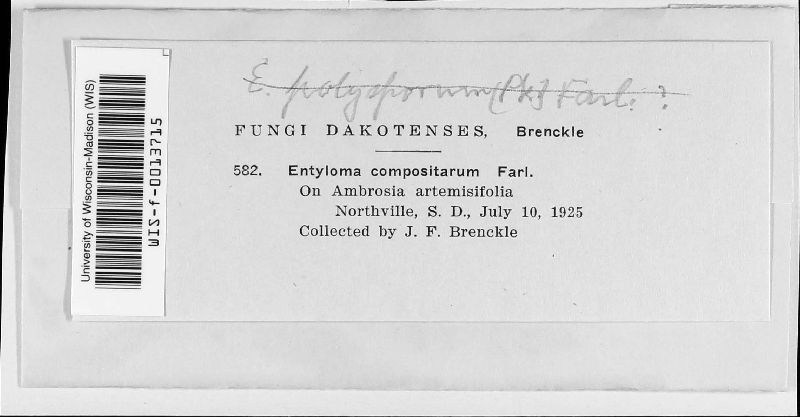 E. polysporum (Pk) Farl. ?
FUNGI DAKOTENSES, Brenckle
582. Entyloma compositarum Farl.
On Ambrosia artemisifolia
Northville, S. D., July 10, 1925
Collected by J. F. Brenckle
University of Wisconsin-Madison (WIS)
WIS-f-0013715